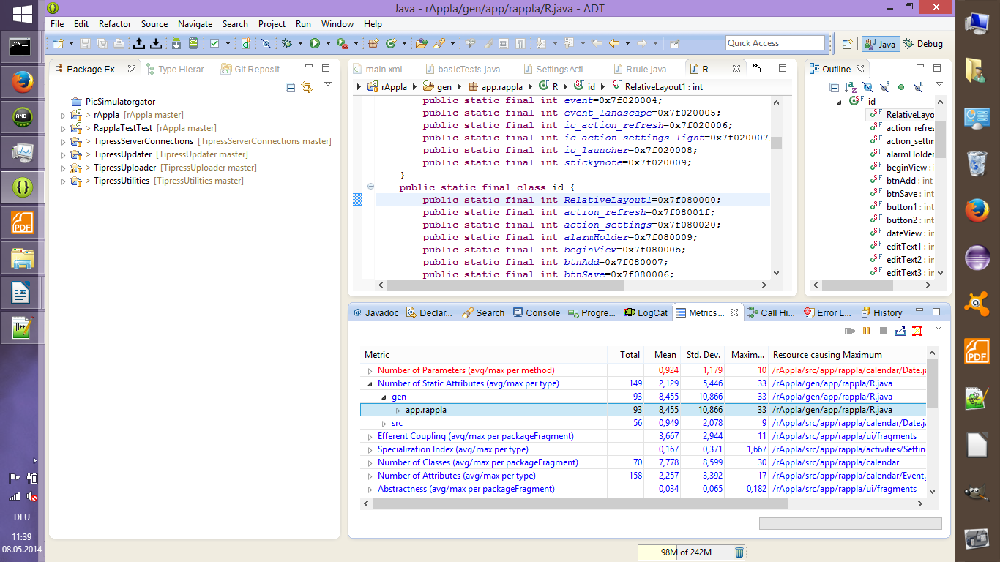 Java - rAppla/gen/app/rappla/R.java - ADT
File Edit Refactor Source Navigate Search Project Run Window Help
Quick Access
Java
Debug
Package Ex...
Type Hierar...
Git Reposit...
PicSimulatorgator
> rAppla [rAppla master]
> RapplaTestTest [rAppla master]
> TipressServerConnections [TipressServerConnections master]
> TipressUpdater [TipressUpdater master]
> TipressUploader [TipressUploader master]
> TipressUtilities [TipressUtilities master]
main.xml
basicTests.java
SettingsActi...
Rrule.java
R
»3
rAppla gen app.rappla R id RelativeLayout1 : int
public static final int event=0x7f020004;
public static final int event_landscape=0x7f020005;
public static final int ic_action_refresh=0x7f020006;
public static final int ic_action_settings_light=0x7f020007
public static final int ic_launcher=0x7f020008;
public static final int stickynote=0x7f020009;
}
public static final class id {
public static final int RelativeLayout1=0x7f080000;
public static final int action_refresh=0x7f08001f;
public static final int action_settings=0x7f080020;
public static final int alarmHolder=0x7f080009;
public static final int beginView=0x7f08000b;
public static final int btnAdd=0x7f080007;
public static final int btnSave=0x7f080006;
Outline
id
RelativeLayo
action_refres
action_settin
alarmHolder
beginView :
btnAdd : int
btnSave : int
button1 : int
button2 : int
dateView : in
editText1 : in
editText2 : in
editText3 : in
@ Javadoc
Declar...
Search
Console
Progre...
LogCat
Metrics...
Call Hi...
Error L...
History
Metric Total Mean Std. Dev. Maxim... Resource causing Maximum
Number of Parameters (avg/max per method) 0,924 1,179 10 /rAppla/src/app/rappla/calendar/Date.ja
Number of Static Attributes (avg/max per type) 149 2,129 5,446 33 /rAppla/gen/app/rappla/R.java
gen 93 8,455 10,866 33 /rAppla/gen/app/rappla/R.java
app.rappla 93 8,455 10,866 33 /rAppla/gen/app/rappla/R.java
src 56 0,949 2,078 9 /rAppla/src/app/rappla/calendar/Date.ja
Efferent Coupling (avg/max per packageFragment) 3,667 2,944 11 /rAppla/src/app/rappla/ui/fragments
Specialization Index (avg/max per type) 0,167 0,371 1,667 /rAppla/src/app/rappla/activities/Settin
Number of Classes (avg/max per packageFragment) 70 7,778 8,599 30 /rAppla/src/app/rappla/calendar
Number of Attributes (avg/max per type) 158 2,257 3,392 17 /rAppla/src/app/rappla/calendar/Event.
Abstractness (avg/max per packageFragment) 0,034 0,065 0,182 /rAppla/src/app/rappla/ui/fragments
98M of 242M
C:\_
AND_
PDF
N++
DEU
11:39
08.05.2014
PDF